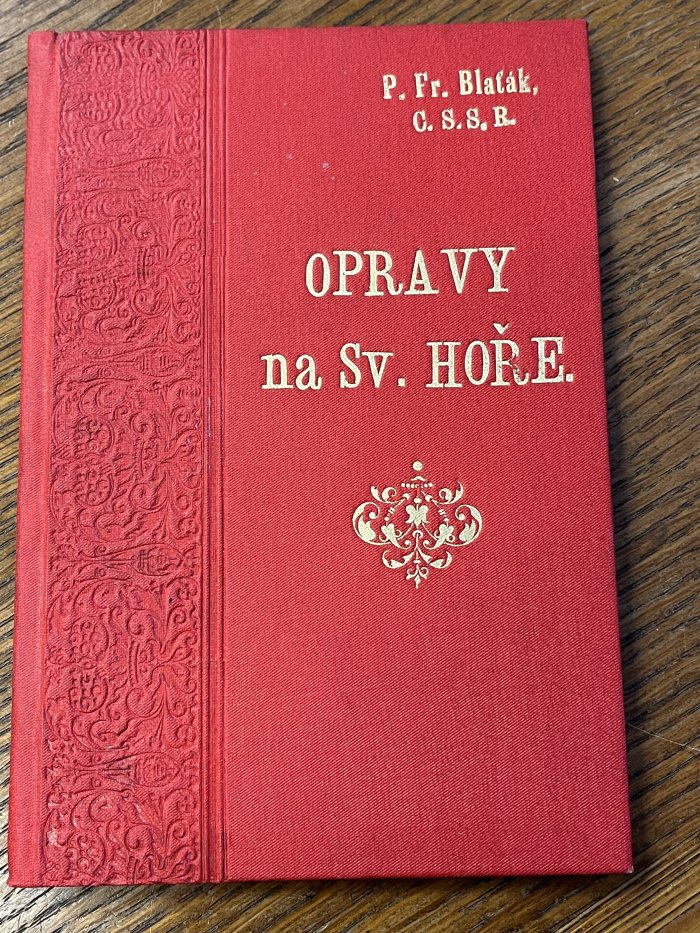 P. Fr. Blaťák,
C. S. S. R.
OPRAVY
na Sv. HOŘE.